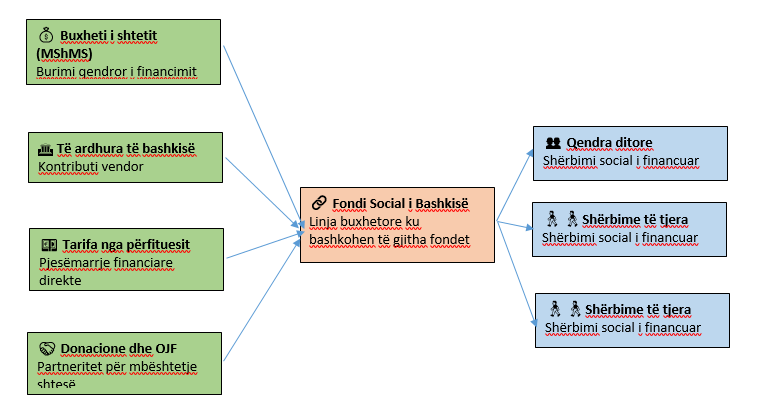 Buxheti i shtetit
(MShMS)
Burimi qendror i financimit
Të ardhura të bashkisë
Kontributi vendor
Tarifa nga përfituesit
Pjesëmarrje financiare
direkte
Donacione dhe OJF
Partneritet për mbështetje
shtesë
Fondi Social i Bashkisë
Linja buxhetore ku
bashkohen të gjitha fondet
Qendra ditore
Shërbimi social i financuar
Shërbime të tjera
Shërbimi social i financuar
Shërbime të tjera
Shërbimi social i financuar